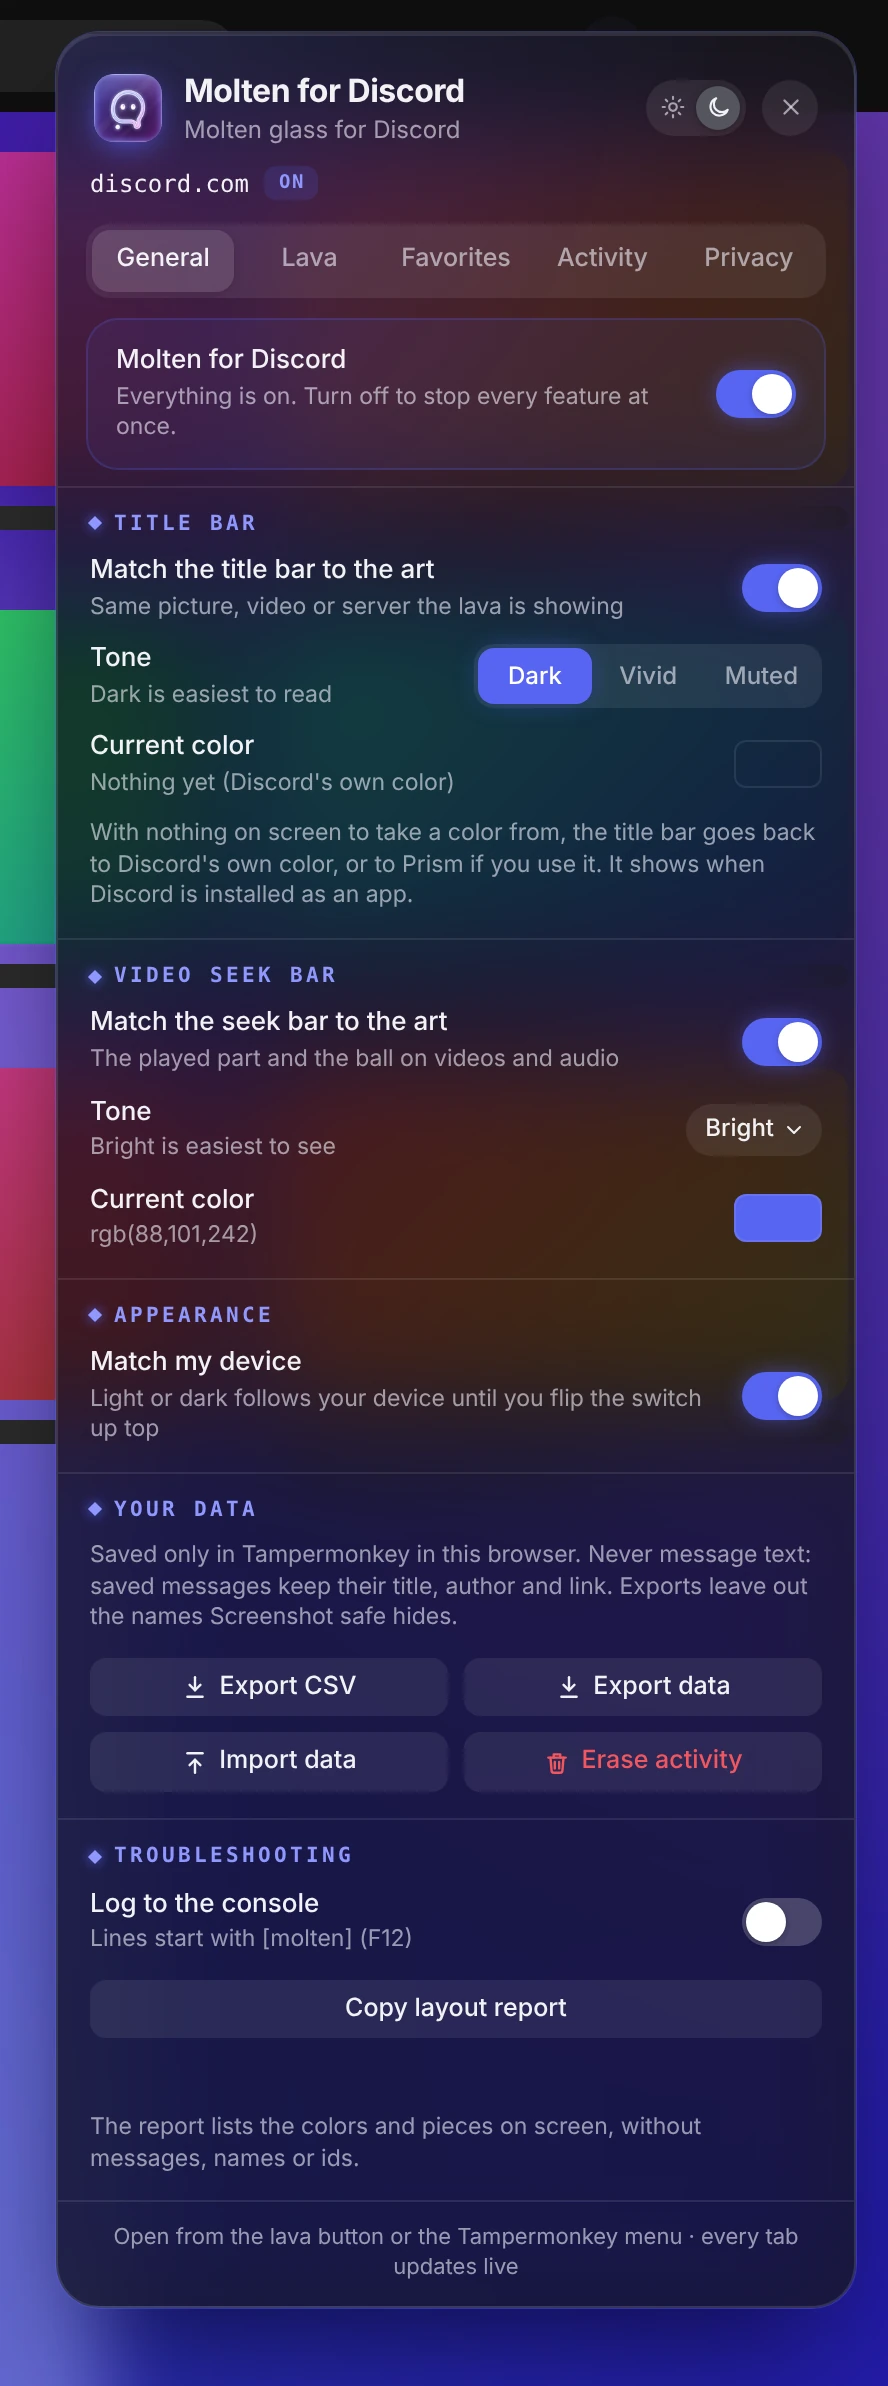 Molten for Discord
Molten glass for Discord
discord.com ON
General Lava Favorites Activity Privacy
Molten for Discord
Everything is on. Turn off to stop every feature at
once.
TITLE BAR
Match the title bar to the art
Same picture, video or server the lava is showing
Tone
Dark is easiest to read
Dark Vivid Muted
Current color
Nothing yet (Discord's own color)
With nothing on screen to take a color from, the title bar goes back
to Discord's own color, or to Prism if you use it. It shows when
Discord is installed as an app.
VIDEO SEEK BAR
Match the seek bar to the art
The played part and the ball on videos and audio
Tone
Bright is easiest to see
Bright
Current color
rgb(88,101,242)
APPEARANCE
Match my device
Light or dark follows your device until you flip the switch
up top
YOUR DATA
Saved only in Tampermonkey in this browser. Never message text:
saved messages keep their title, author and link. Exports leave out
the names Screenshot safe hides.
Export CSV Export data
Import data Erase activity
TROUBLESHOOTING
Log to the console
Lines start with [molten] (F12)
Copy layout report
The report lists the colors and pieces on screen, without
messages, names or ids.
Open from the lava button or the Tampermonkey menu · every tab
updates live